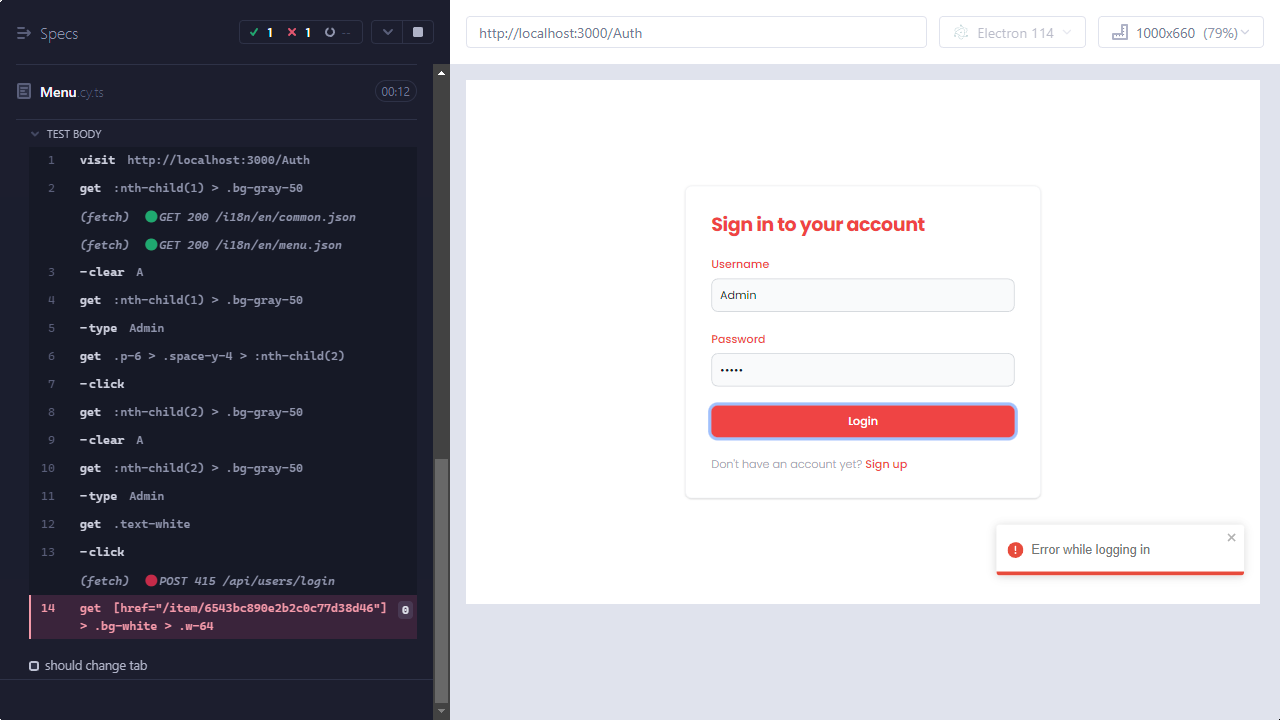 Specs
1
1
--
Menu.cy.ts
00:12
TEST BODY
1 visit http://localhost:3000/Auth
2 get :nth-child(1) > .bg-gray-50
(fetch) GET 200 /i18n/en/common.json
(fetch) GET 200 /i18n/en/menu.json
3 -clear A
4 get :nth-child(1) > .bg-gray-50
5 -type Admin
6 get .p-6 > .space-y-4 > :nth-child(2)
7 -click
8 get :nth-child(2) > .bg-gray-50
9 -clear A
10 get :nth-child(2) > .bg-gray-50
11 -type Admin
12 get .text-white
13 -click
(fetch) POST 415 /api/users/login
14 get [href="/item/6543bc890e2b2c0c77d38d46"] 0
> .bg-white > .w-64
should change tab
http://localhost:3000/Auth
Electron 114
1000x660 (79%)
Sign in to your account
Username
Admin
Password
•••••
Login
Don't have an account yet? Sign up
Error while logging in